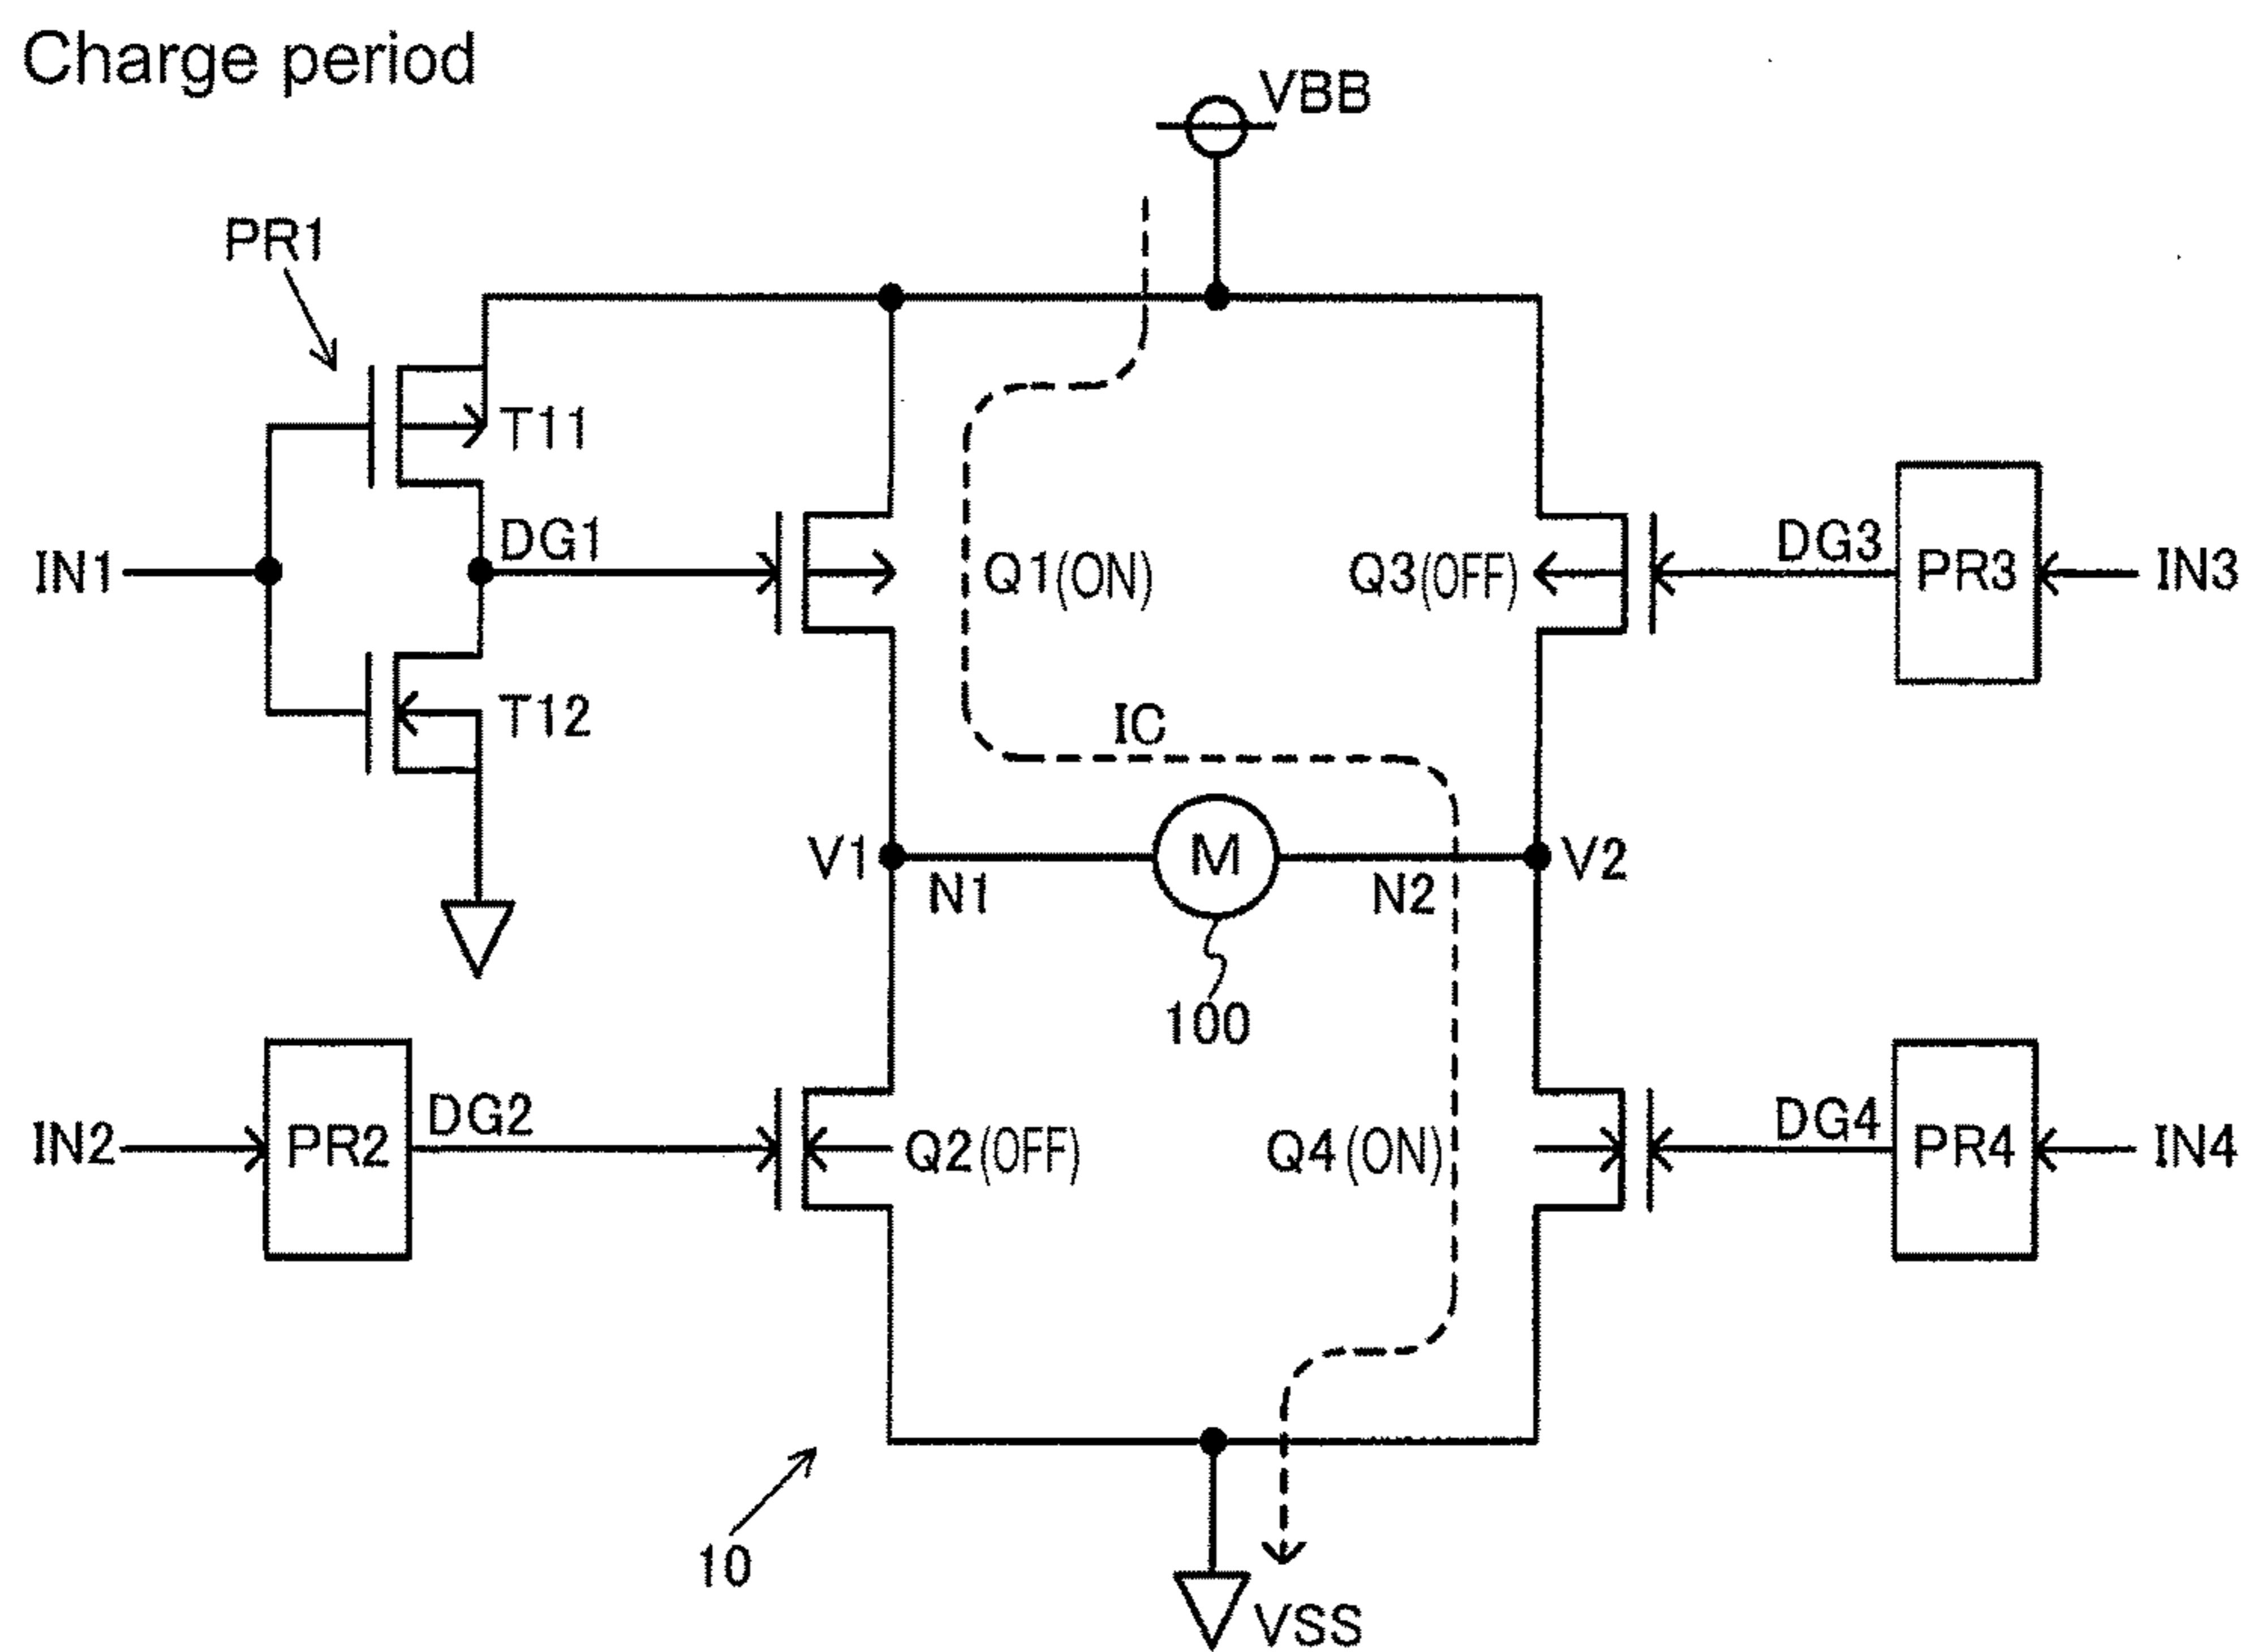 Charge period
VBB
PR1
T11
DG1
IN1
Q1(ON)
Q3(OFF)
DG3
PR3
IN3
T12
IC
V1
M
V2
N1
N2
100
IN2
PR2
DG2
Q2(OFF)
Q4(ON)
DG4
PR4
IN4
10
VSS